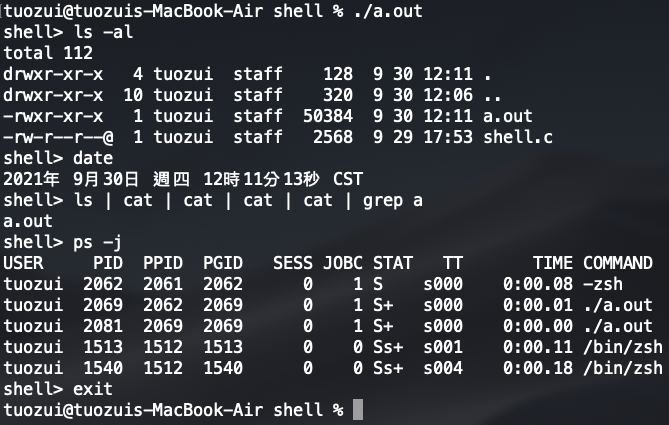 tuozui@tuozuis-MacBook-Air shell % ./a.out
shell> ls -al
total 112
drwxr-xr-x   4 tuozui  staff    128  9 30 12:11 .
drwxr-xr-x  10 tuozui  staff    320  9 30 12:06 ..
-rwxr-xr-x   1 tuozui  staff  50384  9 30 12:11 a.out
-rw-r--r--@  1 tuozui  staff   2568  9 29 17:53 shell.c
shell> date
2021年 9月30日 週四 12時11分13秒 CST
shell> ls | cat | cat | cat | cat | grep a
a.out
shell> ps -j
USER     PID  PPID  PGID   SESS JOBC STAT   TT       TIME COMMAND
tuozui  2062  2061  2062      0    1 S    s000    0:00.08 -zsh
tuozui  2069  2062  2069      0    1 S+   s000    0:00.01 ./a.out
tuozui  2081  2069  2069      0    1 S+   s000    0:00.00 ./a.out
tuozui  1513  1512  1513      0    0 Ss+  s001    0:00.11 /bin/zsh
tuozui  1540  1512  1540      0    0 Ss+  s004    0:00.18 /bin/zsh
shell> exit
tuozui@tuozuis-MacBook-Air shell %